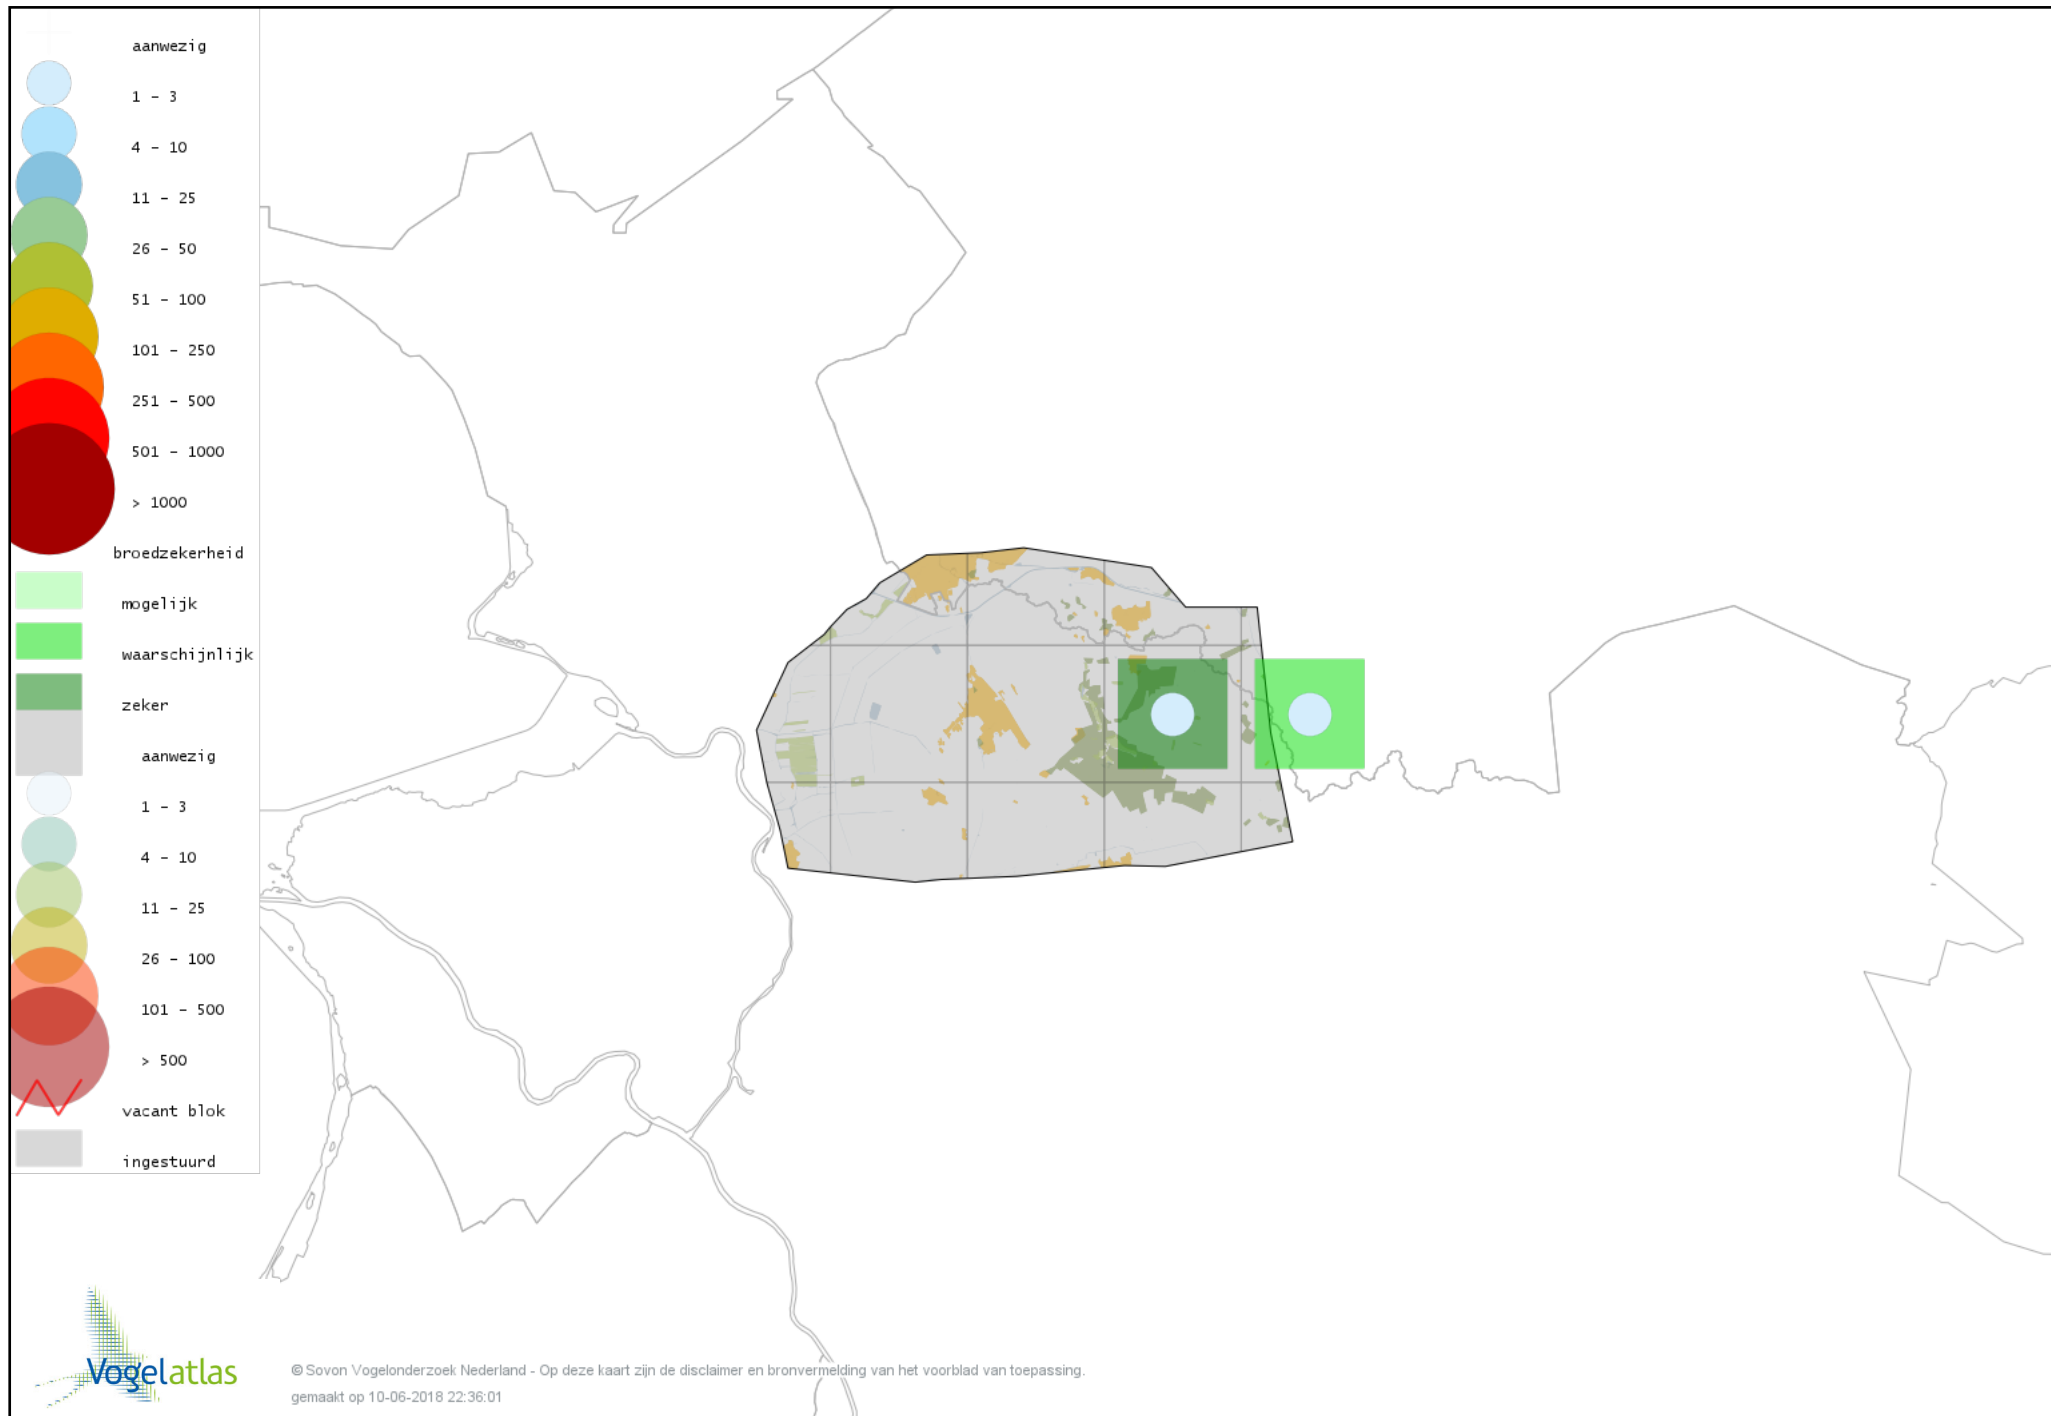 aanwezig
1 - 3
4 - 10
11 - 25
26 - 50
51 - 100
101 - 250
251 - 500
501 - 1000
> 1000
broedzekerheid
mogelijk
waarschijnlijk
zeker
aanwezig
1 - 3
4 - 10
11 - 25
26 - 100
101 - 500
> 500
vacant blok
ingestuurd
Vogelatlas
© Sovon Vogelonderzoek Nederland - Op deze kaart zijn de disclaimer en bronvermelding van het voorblad van toepassing.
gemaakt op 10-06-2018 22:36:01